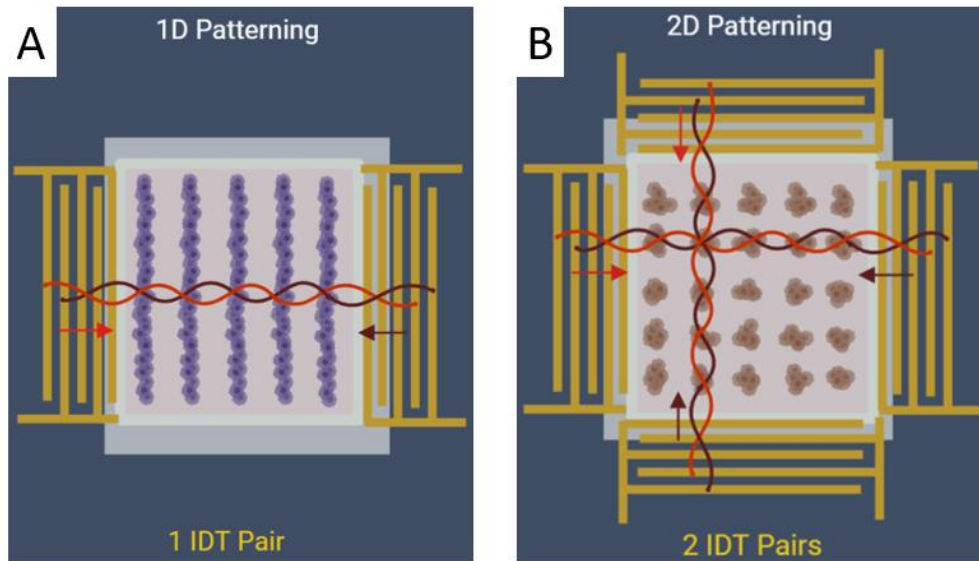 A
1D Patterning
1 IDT Pair
B
2D Patterning
2 IDT Pairs